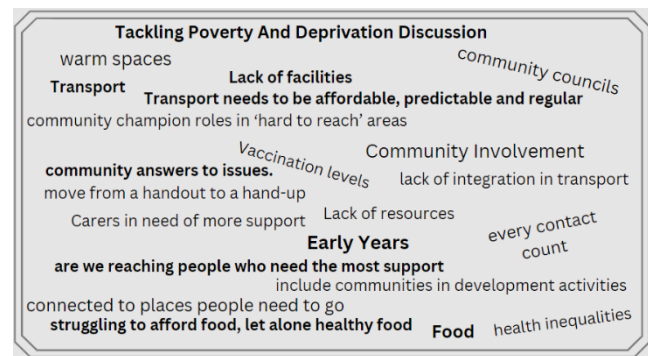 Tackling Poverty And Deprivation Discussion
warm spaces
community councils
Transport
Lack of facilities
Transport needs to be affordable, predictable and regular
community champion roles in ‘hard to reach’ areas
Vaccination levels
Community Involvement
community answers to issues.
lack of integration in transport
move from a handout to a hand-up
Carers in need of more support
Lack of resources
every contact
count
Early Years
are we reaching people who need the most support
include communities in development activities
connected to places people need to go
struggling to afford food, let alone healthy food
Food
health inequalities